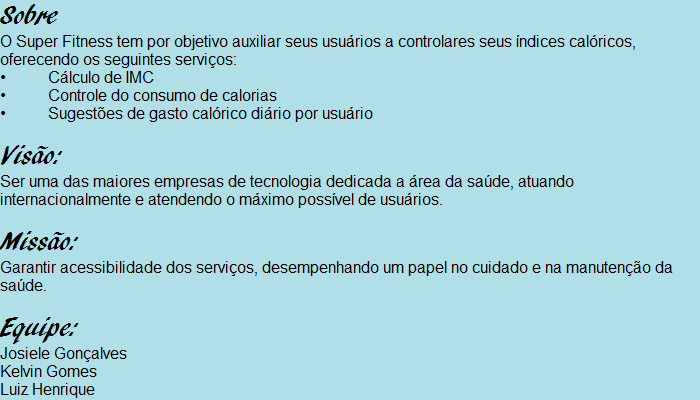 Sobre
O Super Fitness tem por objetivo auxiliar seus usuários a controlares seus índices calóricos,
oferecendo os seguintes serviços:
• Cálculo de IMC
• Controle do consumo de calorias
• Sugestões de gasto calórico diário por usuário
Visão:
Ser uma das maiores empresas de tecnologia dedicada a área da saúde, atuando
internacionalmente e atendendo o máximo possível de usuários.
Missão:
Garantir acessibilidade dos serviços, desempenhando um papel no cuidado e na manutenção da
saúde.
Equipe:
Josiele Gonçalves
Kelvin Gomes
Luiz Henrique